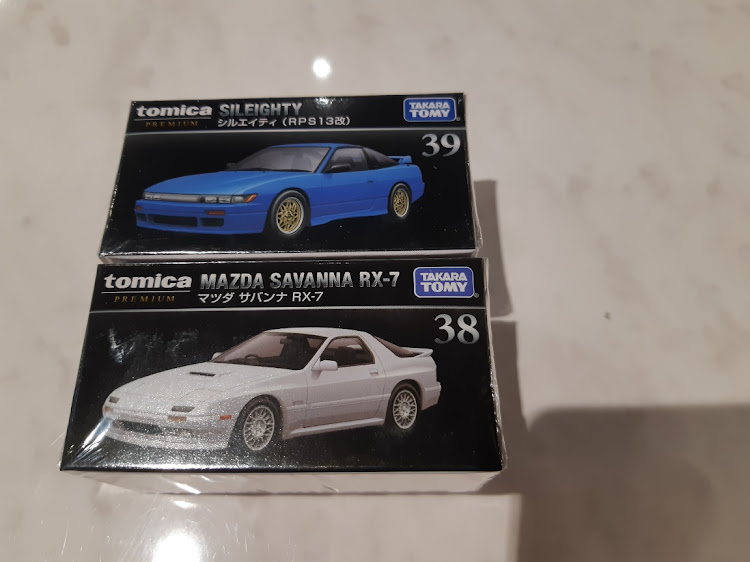 tomica SILEIGHTY TAKARA TOMY
PREMIUM シルエイティ (RPS13改)
39
tomica MAZDA SAVANNA RX-7 TAKARA TOMY
PREMIUM マツダ サバンナ RX-7
38